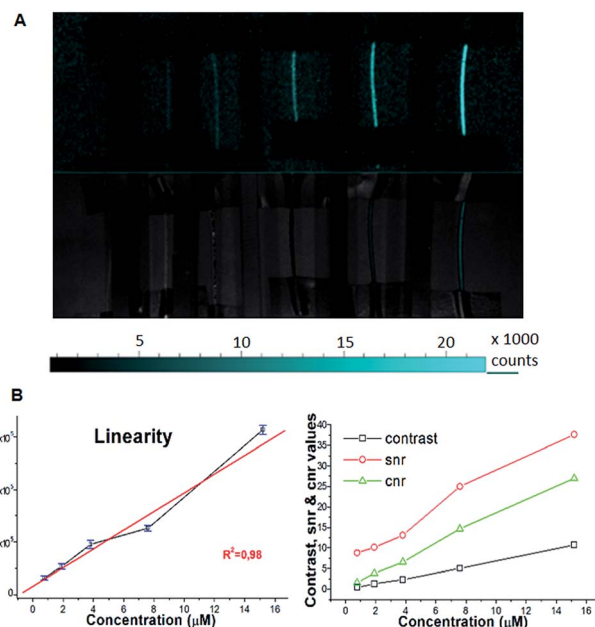 A
5 10 15 20 x 1000
counts
B
Linearity
R²=0,98
0
0 2 4 6 8 10 12 14 16
Concentration (µM)
Contrast, snr & cnr values
40
35
30
25
20
15
10
5
0
contrast
snr
cnr
0 2 4 6 8 10 12 14 16
Concentration (µM)